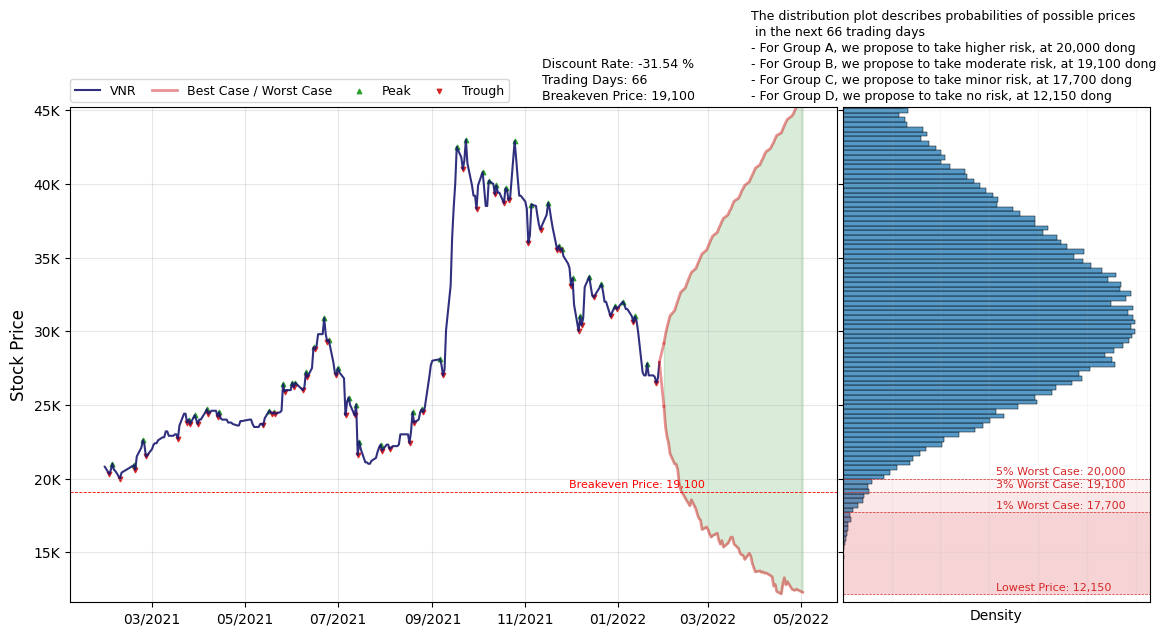 The distribution plot describes probabilities of possible prices
in the next 66 trading days
- For Group A, we propose to take higher risk, at 20,000 dong
- For Group B, we propose to take moderate risk, at 19,100 dong
- For Group C, we propose to take minor risk, at 17,700 dong
- For Group D, we propose to take no risk, at 12,150 dong
Discount Rate: -31.54 %
Trading Days: 66
Breakeven Price: 19,100
VNR
Best Case / Worst Case
Peak
Trough
Stock Price
45K
40K
35K
30K
25K
20K
15K
Breakeven Price: 19,100
03/2021
05/2021
07/2021
09/2021
11/2021
01/2022
03/2022
05/2022
5% Worst Case: 20,000
3% Worst Case: 19,100
1% Worst Case: 17,700
Lowest Price: 12,150
Density